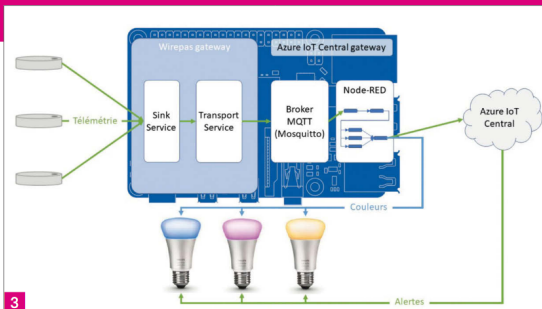 Wirepas gateway
Azure IoT Central gateway
Sink
Service
Transport
Service
Broker
MQTT
(Mosquitto)
Node-RED
Télémétrie
Azure IoT
Central
Couleurs
Alertes
3